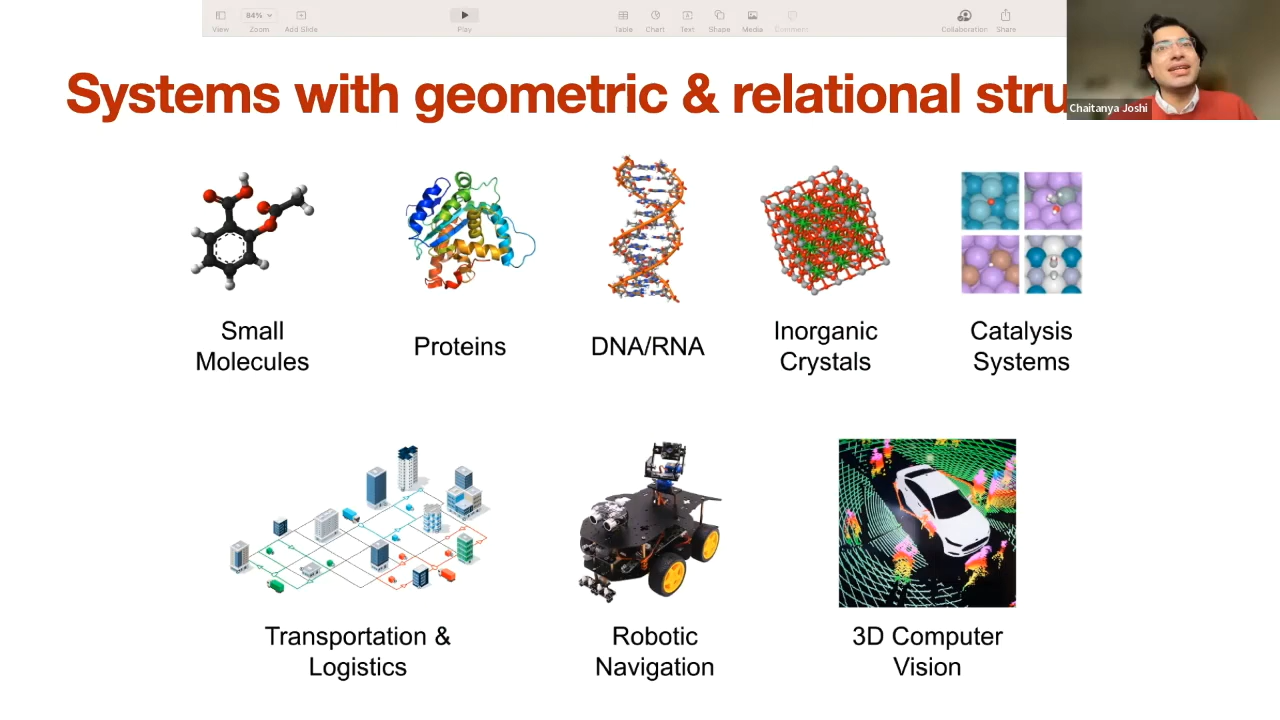 84%
View
Zoom
Add Slide
Play
Table
Chart
Text
Shape
Media
Comment
Collaboration
Share
Chaitanya Joshi
Systems with geometric & relational stru
Small
Molecules
Proteins
DNA/RNA
Inorganic
Crystals
Catalysis
Systems
Transportation &
Logistics
Robotic
Navigation
3D Computer
Vision